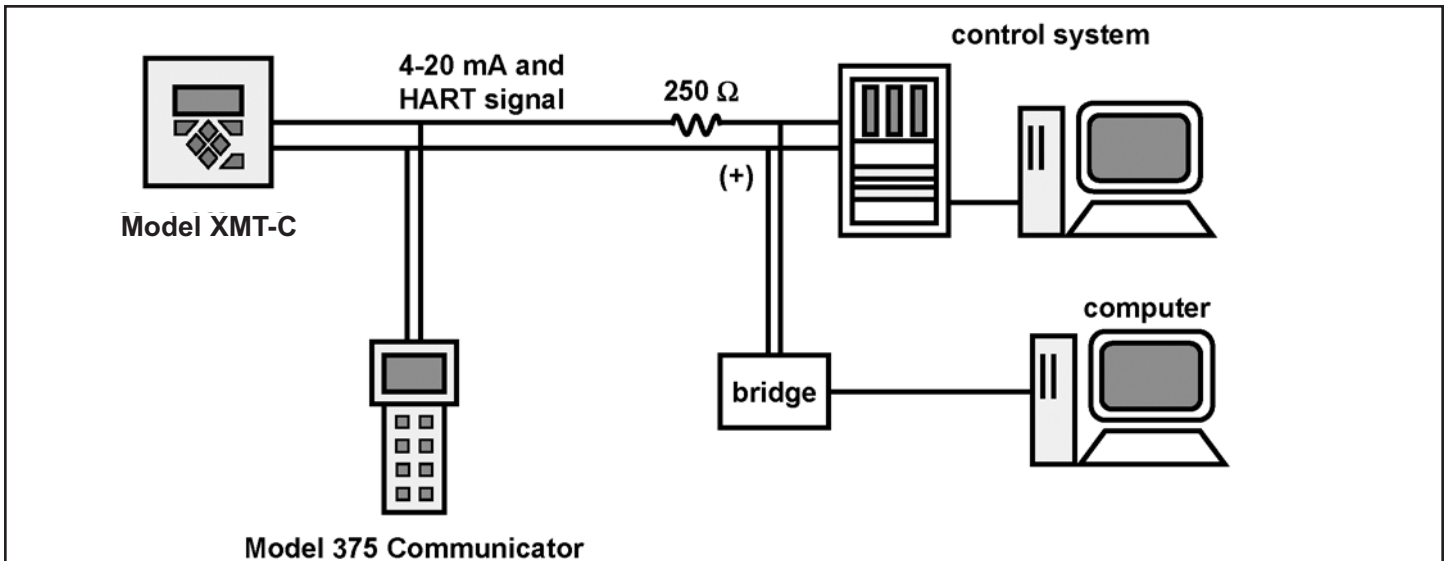 control system
4-20 mA and
HART signal
250 Ω
(+)
Model XMT-C
computer
bridge
Model 375 Communicator